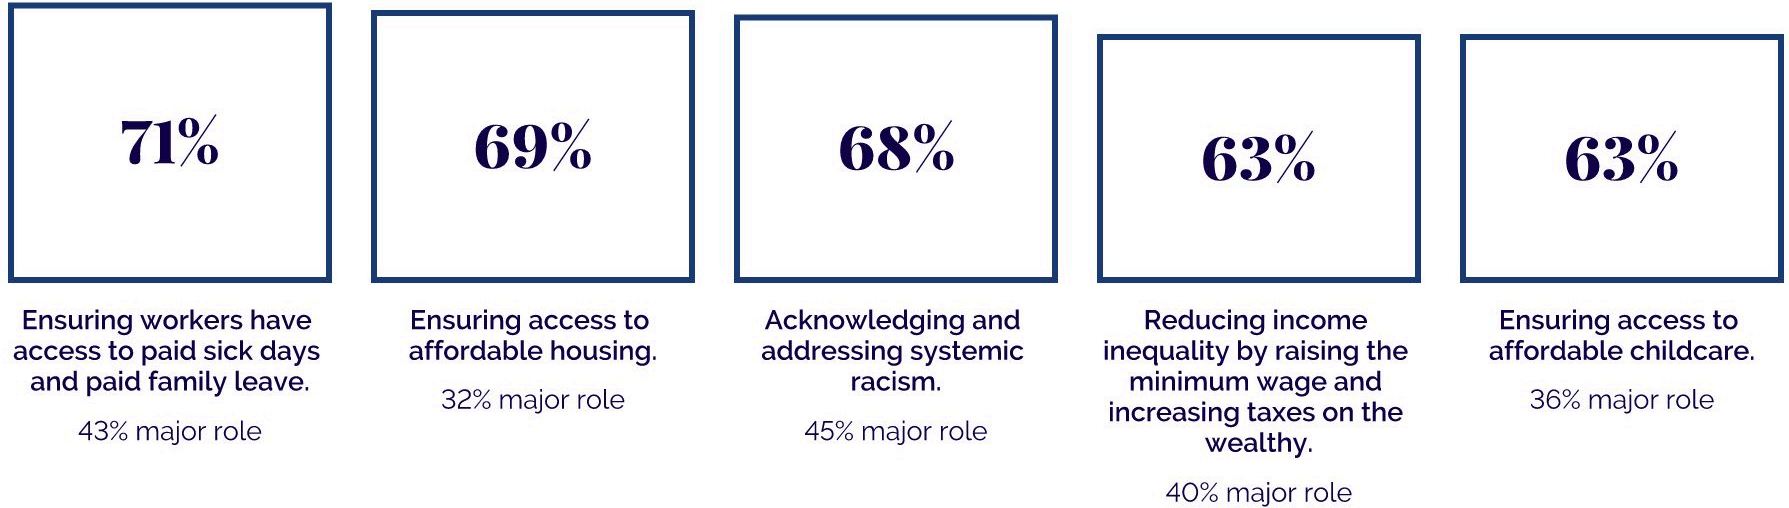 71%
Ensuring workers have
access to paid sick days
and paid family leave.
43% major role
69%
Ensuring access to
affordable housing.
32% major role
68%
Acknowledging and
addressing systemic
racism.
45% major role
63%
Reducing income
inequality by raising the
minimum wage and
increasing taxes on the
wealthy.
40% major role
63%
Ensuring access to
affordable childcare.
36% major role